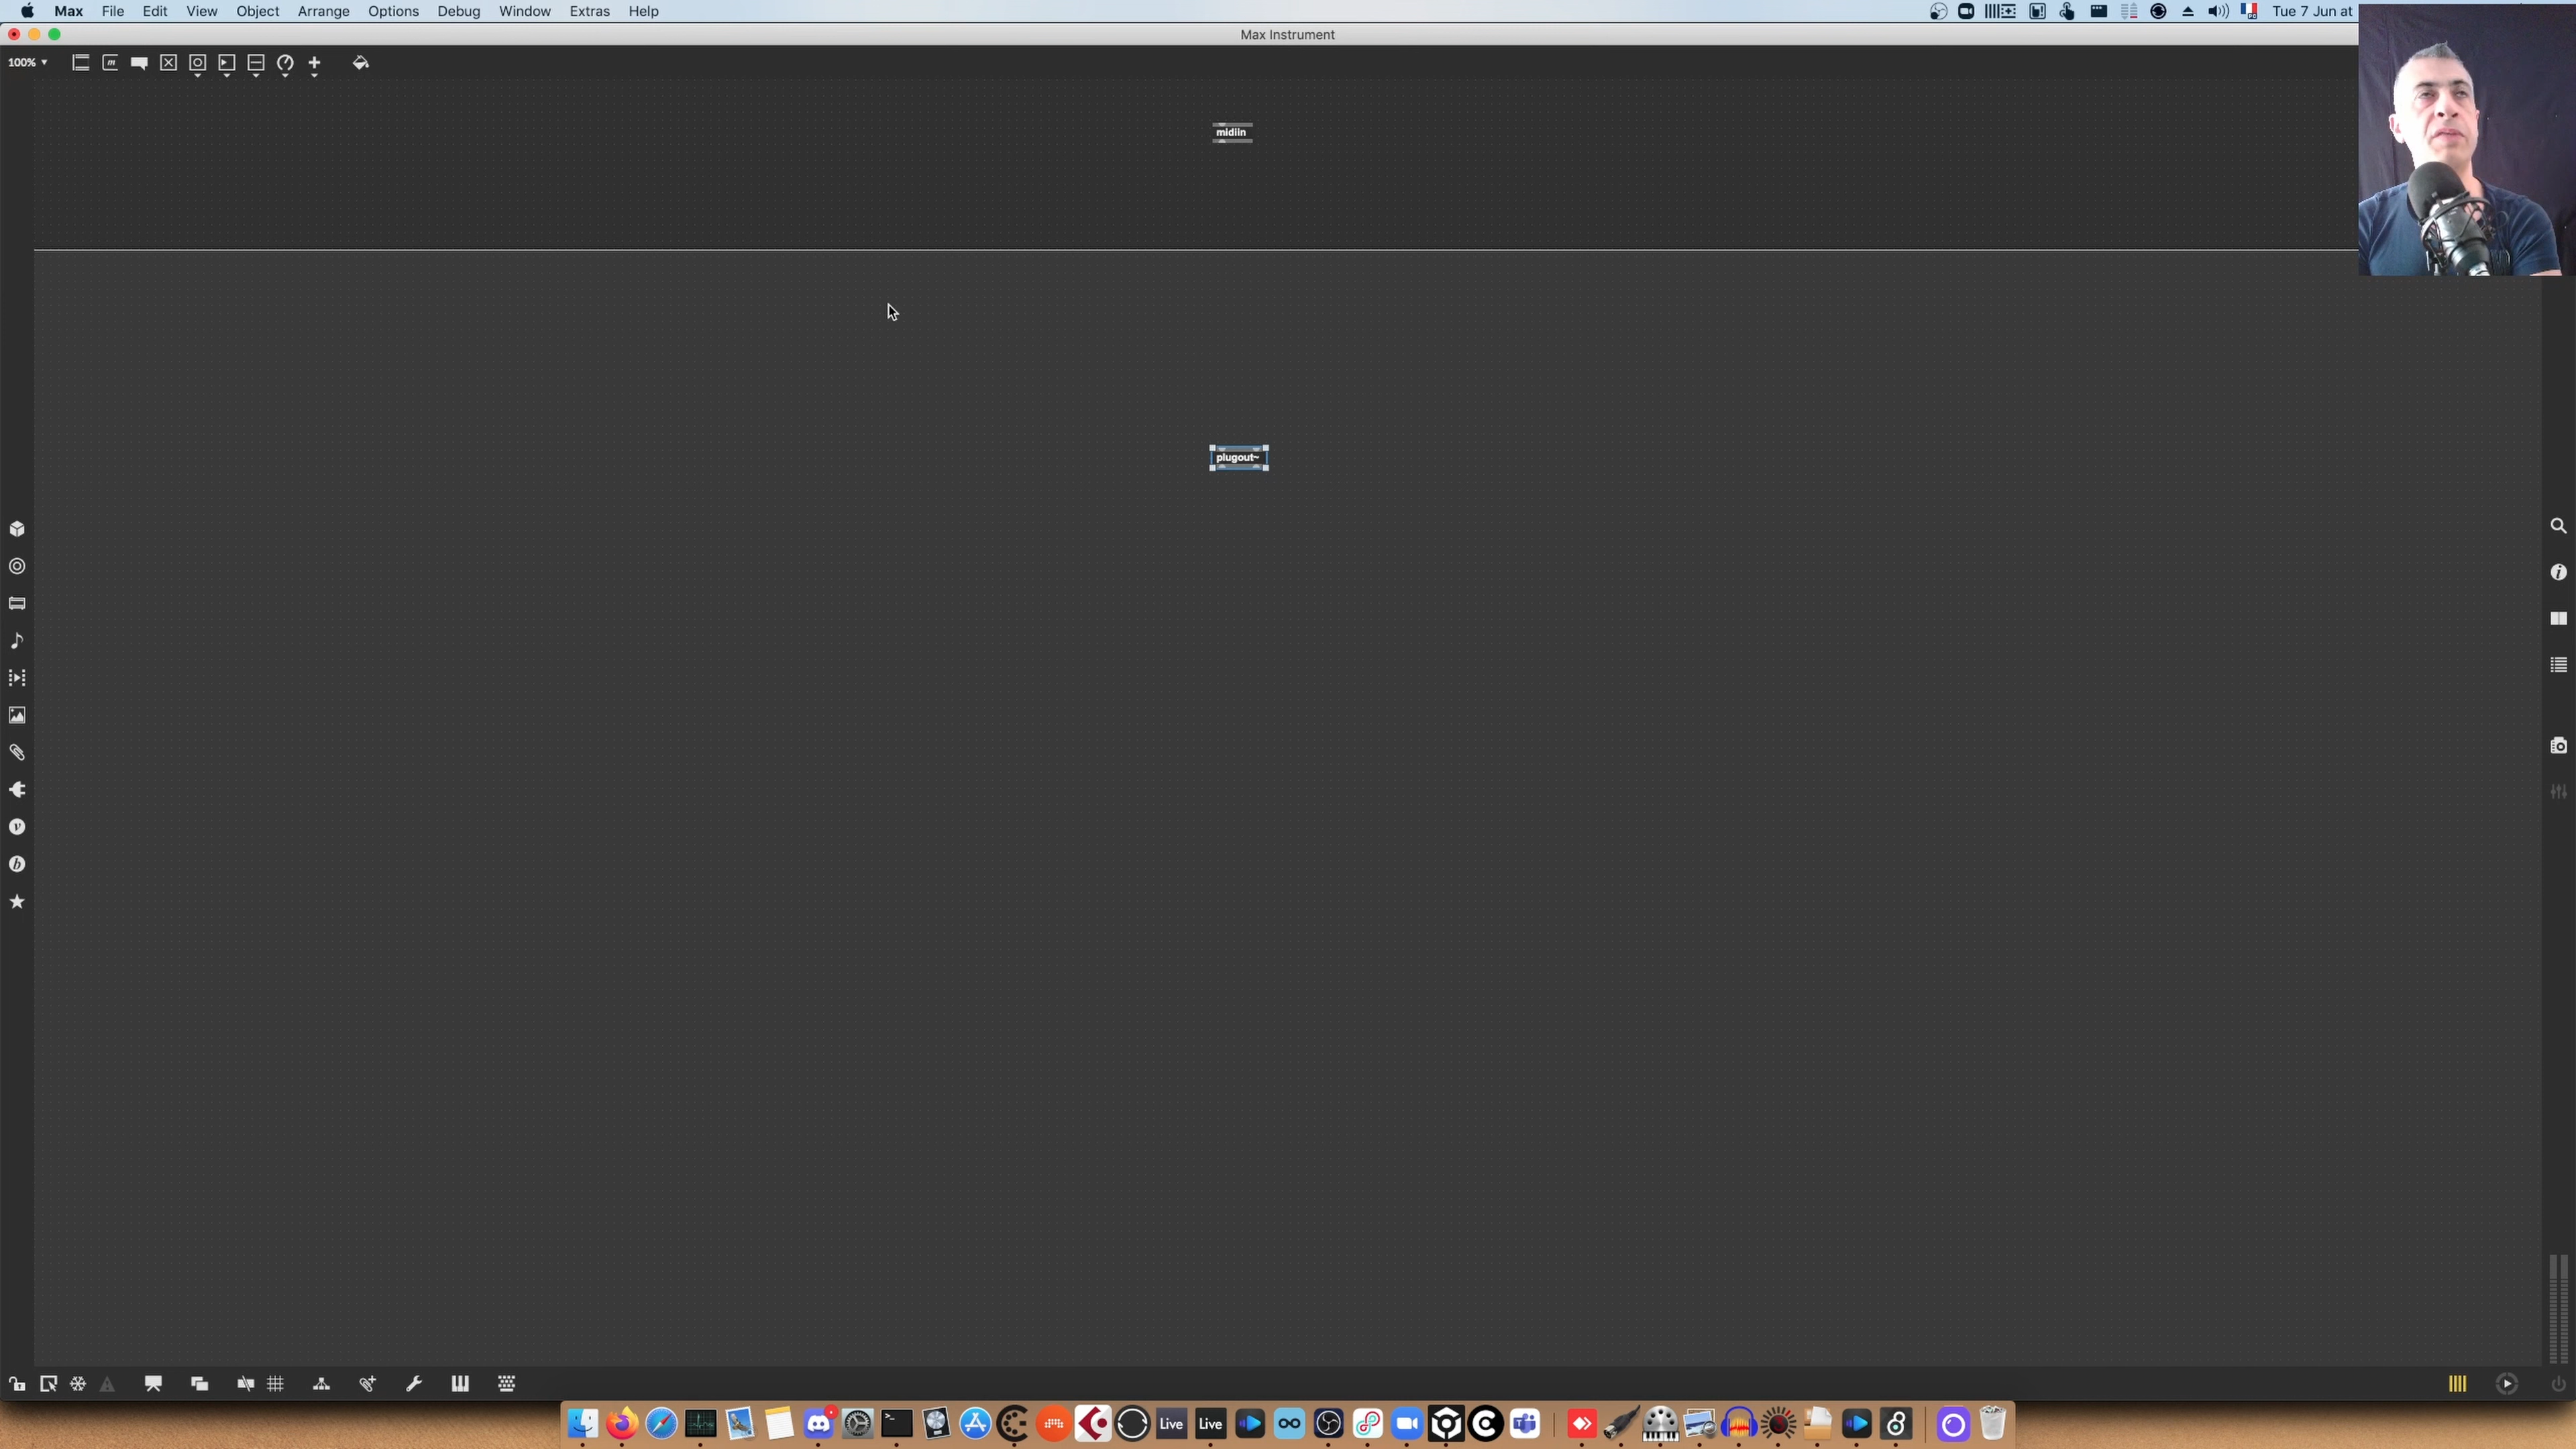 Max File Edit View Object Arrange Options Debug Window Extras Help
Tue 7 Jun at
Max Instrument
100%
midiin
plugout~
Live Live